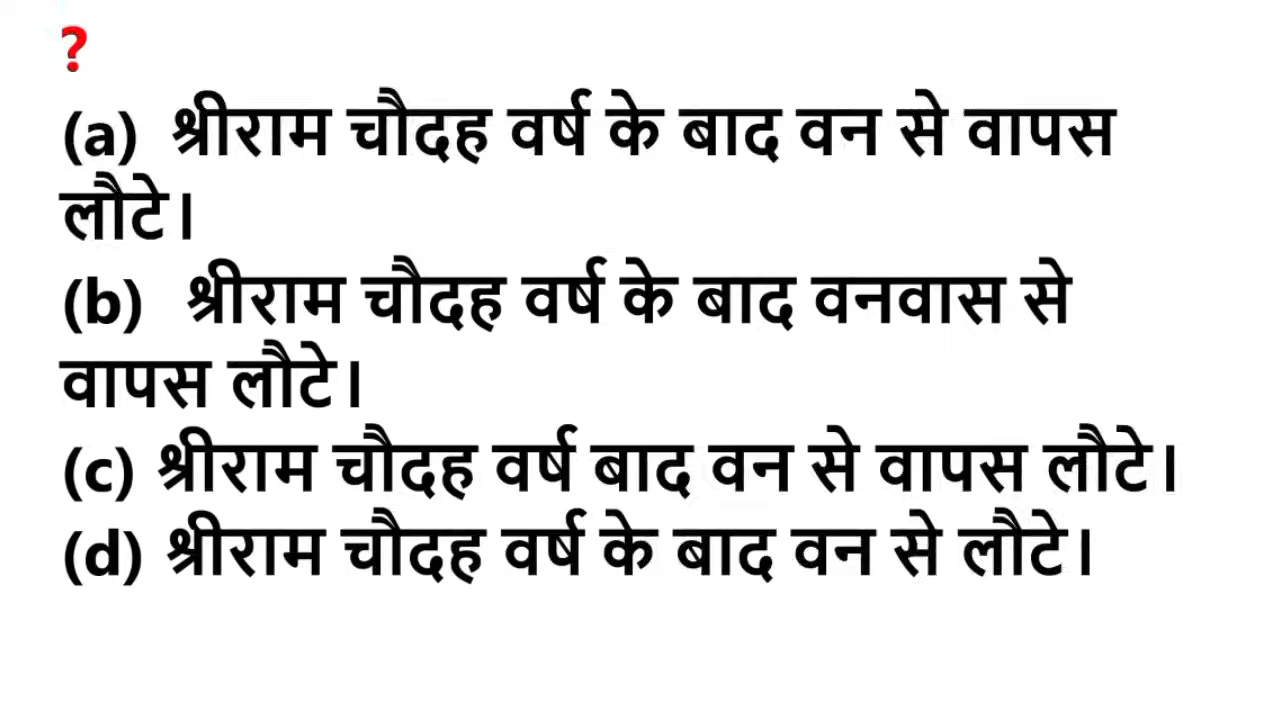 ?
(a) श्रीराम चौदह वर्ष के बाद वन से वापस
लौटे।
(b) श्रीराम चौदह वर्ष के बाद वनवास से
वापस लौटे।
(c) श्रीराम चौदह वर्ष बाद वन से वापस लौटे।
(d) श्रीराम चौदह वर्ष के बाद वन से लौटे।